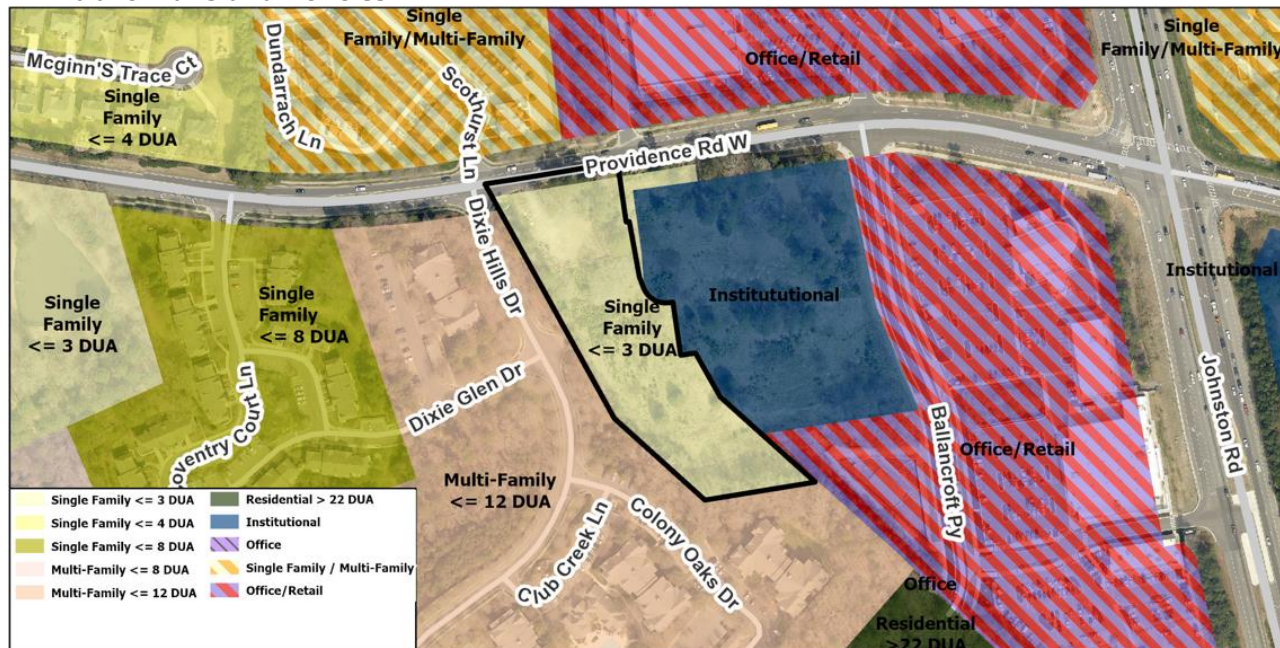 Mcginn'S Trace Ct
Single
Family
<= 4 DUA
Dundarrach Ln
Single
Family/Multi-Family
Scothurst Ln
Office/Retail
Single
Family/Multi-Family
Providence Rd W
Single
Family
<= 3 DUA
Single
Family
<= 8 DUA
Dixie Hills Dr
Single
Family
<= 3 DUA
Institutional
Institutional
Johnston Rd
Coventry Court Ln
Dixie Glen Dr
Multi-Family
<= 12 DUA
Club Creek Ln
Colony Oaks Dr
Ballancroft Py
Office/Retail
Office
Residential
>22 DUA
Single Family <= 3 DUA
Single Family <= 4 DUA
Single Family <= 8 DUA
Multi-Family <= 8 DUA
Multi-Family <= 12 DUA
Residential > 22 DUA
Institutional
Office
Single Family / Multi-Family
Office/Retail